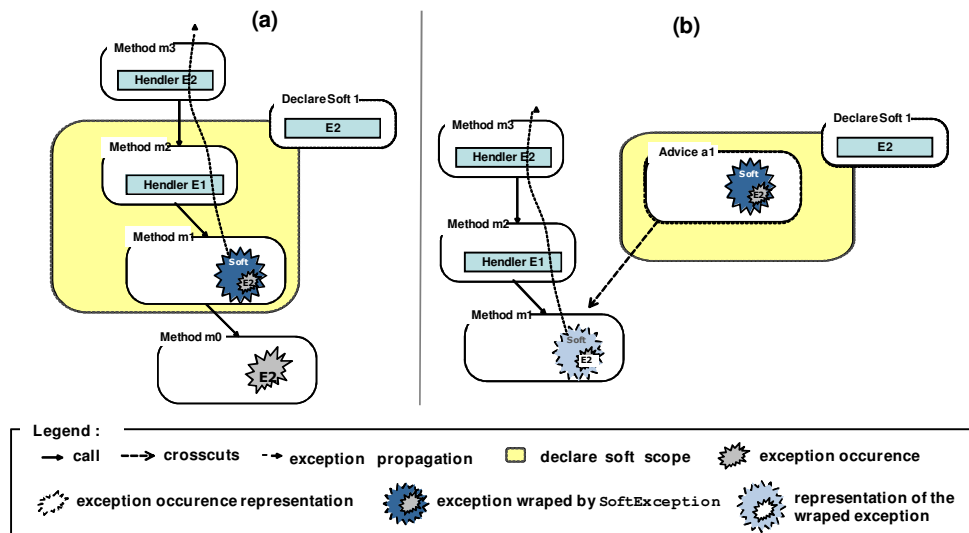 (a)
Method m3
Hendler E2
DeclareSoft 1
E2
Method m2
Hendler E1
Method m1
Soft
E2
Method m0
E2
(b)
Method m3
Hendler E2
DeclareSoft 1
E2
Advice a1
Soft
E2
Method m2
Hendler E1
Method m1
Soft
E2
Legend :
call
crosscuts
exception propagation
declare soft scope
exception occurence
exception occurence representation
exception wraped by SoftException
representation of the
wraped exception